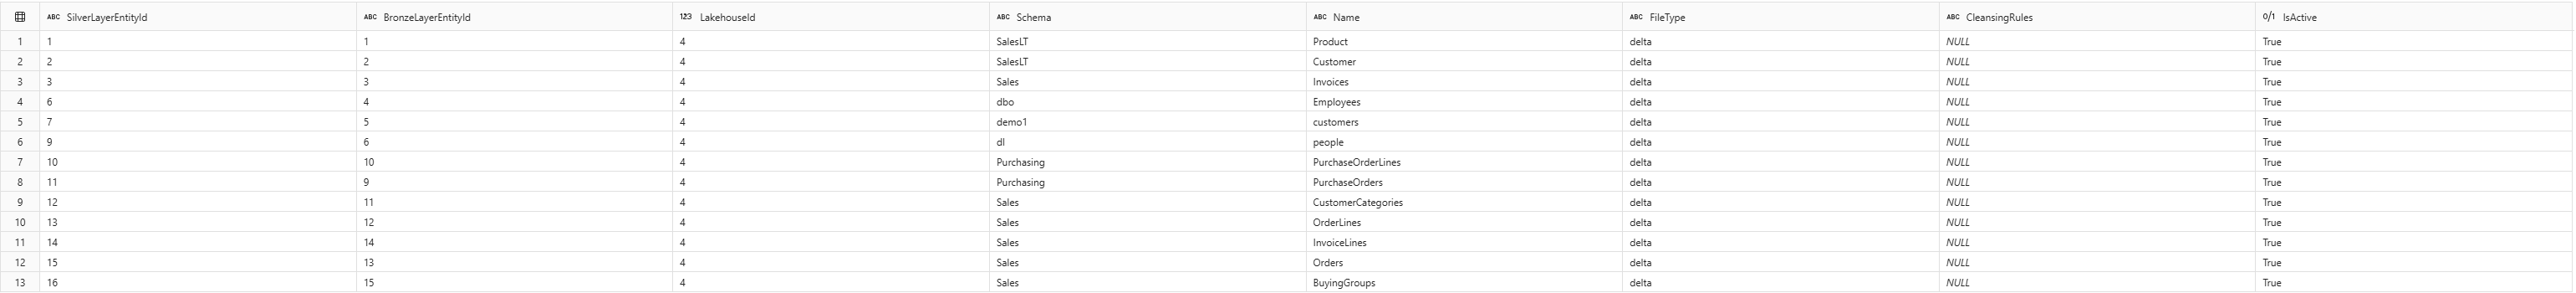 ABC SilverLayerEntityId ABC BronzeLayerEntityId 123 LakehouseId ABC Schema ABC Name ABC FileType ABC CleansingRules 0/1 IsActive
1 1 1 4 SalesLT Product delta NULL True
2 2 2 4 SalesLT Customer delta NULL True
3 3 3 4 Sales Invoices delta NULL True
4 6 4 4 dbo Employees delta NULL True
5 7 5 4 demo1 customers delta NULL True
6 9 6 4 dl people delta NULL True
7 10 10 4 Purchasing PurchaseOrderLines delta NULL True
8 11 9 4 Purchasing PurchaseOrders delta NULL True
9 12 11 4 Sales CustomerCategories delta NULL True
10 13 12 4 Sales OrderLines delta NULL True
11 14 14 4 Sales InvoiceLines delta NULL True
12 15 13 4 Sales Orders delta NULL True
13 16 15 4 Sales BuyingGroups delta NULL True